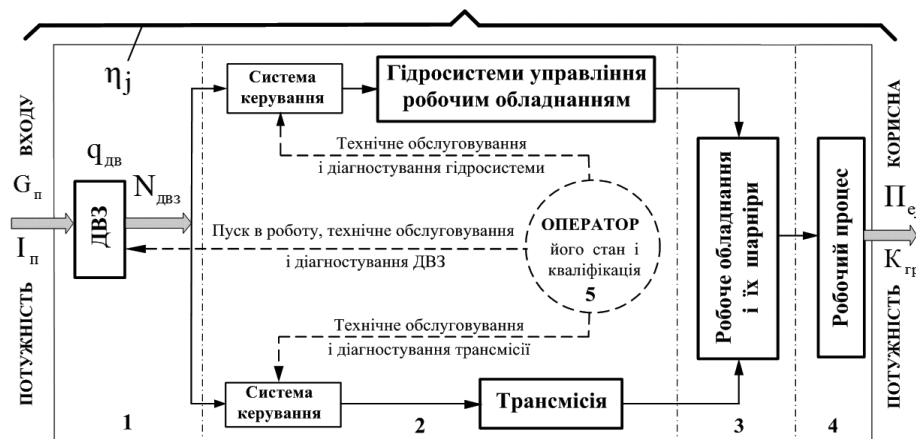 ηj
Система
керування
Гідросистеми управління
робочим обладнанням
ПОТУЖНІСТЬ ВХОДУ
Gп
Iп
qдв
ДВЗ
Nдвз
Технічне обслуговування
і діагностування гідросистеми
Пуск в роботу, технічне обслуговування
і діагностування ДВЗ
ОПЕРАТОР
його стан і
кваліфікація
5
Технічне обслуговування
і діагностування трансмісії
Система
керування
Трансмісія
Робоче обладнання
і їх шарніри
Робочий процес
ПОТУЖНІСТЬ КОРИСНА
Пе
Кгр
1
2
3
4